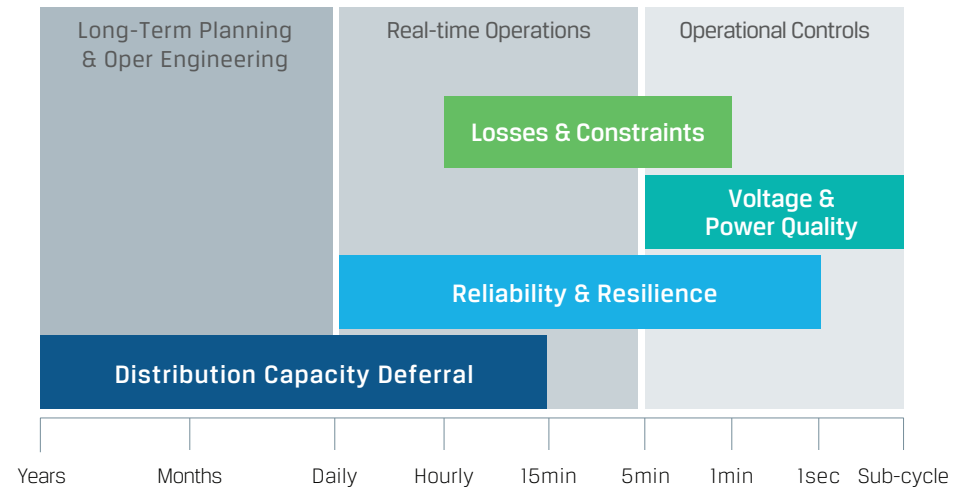 Long-Term Planning
& Oper Engineering
Real-time Operations
Operational Controls
Losses & Constraints
Voltage &
Power Quality
Reliability & Resilience
Distribution Capacity Deferral
Years
Months
Daily
Hourly
15min
5min
1min
1sec
Sub-cycle